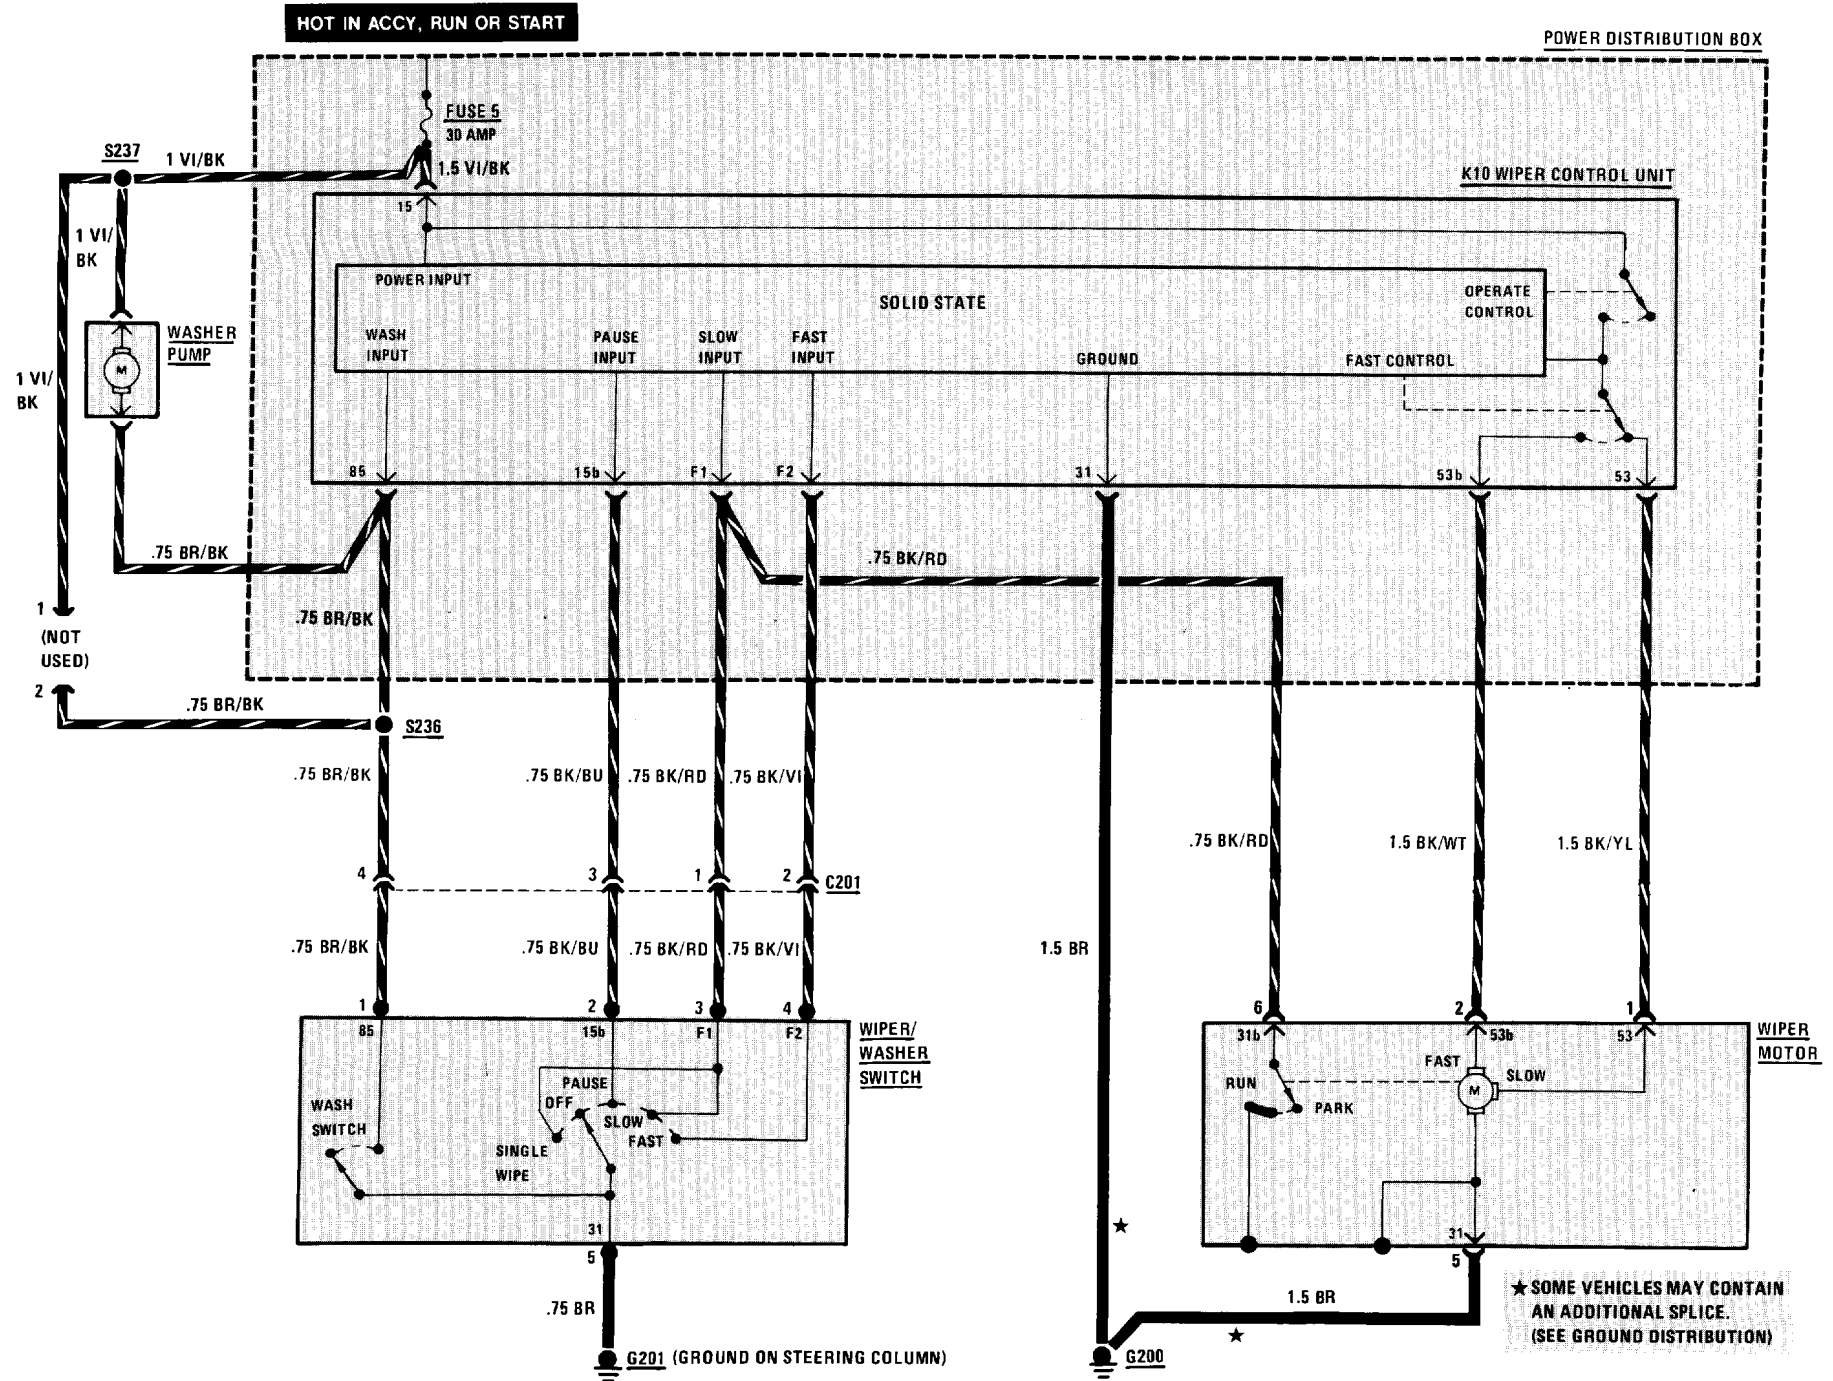 HOT IN ACCY, RUN OR START
POWER DISTRIBUTION BOX
FUSE 5
30 AMP
S237
1 VI/BK
1.5 VI/BK
K10 WIPER CONTROL UNIT
15
1 VI/
BK
POWER INPUT
SOLID STATE
OPERATE
CONTROL
WASHER
PUMP
M
WASH
INPUT
PAUSE
INPUT
SLOW
INPUT
FAST
INPUT
GROUND
FAST CONTROL
1 VI/
BK
85
15b
F1
F2
31
53b
53
.75 BR/BK
.75 BK/RD
1
(NOT
USED)
2
.75 BR/BK
.75 BR/BK
S236
.75 BR/BK
.75 BK/BU
.75 BK/RD
.75 BK/VI
.75 BK/RD
1.5 BK/WT
1.5 BK/YL
4
3
1
2
C201
.75 BR/BK
.75 BK/BU
.75 BK/RD
.75 BK/VI
1.5 BR
1
2
3
4
6
2
1
85
15b
F1
F2
WIPER/
WASHER
SWITCH
31b
53b
53
WIPER
MOTOR
WASH
SWITCH
PAUSE
OFF
SLOW
FAST
SINGLE
WIPE
RUN
PARK
FAST
SLOW
M
31
5
31
5
★
.75 BR
1.5 BR
★
★ SOME VEHICLES MAY CONTAIN
AN ADDITIONAL SPLICE.
(SEE GROUND DISTRIBUTION)
G201 (GROUND ON STEERING COLUMN)
G200